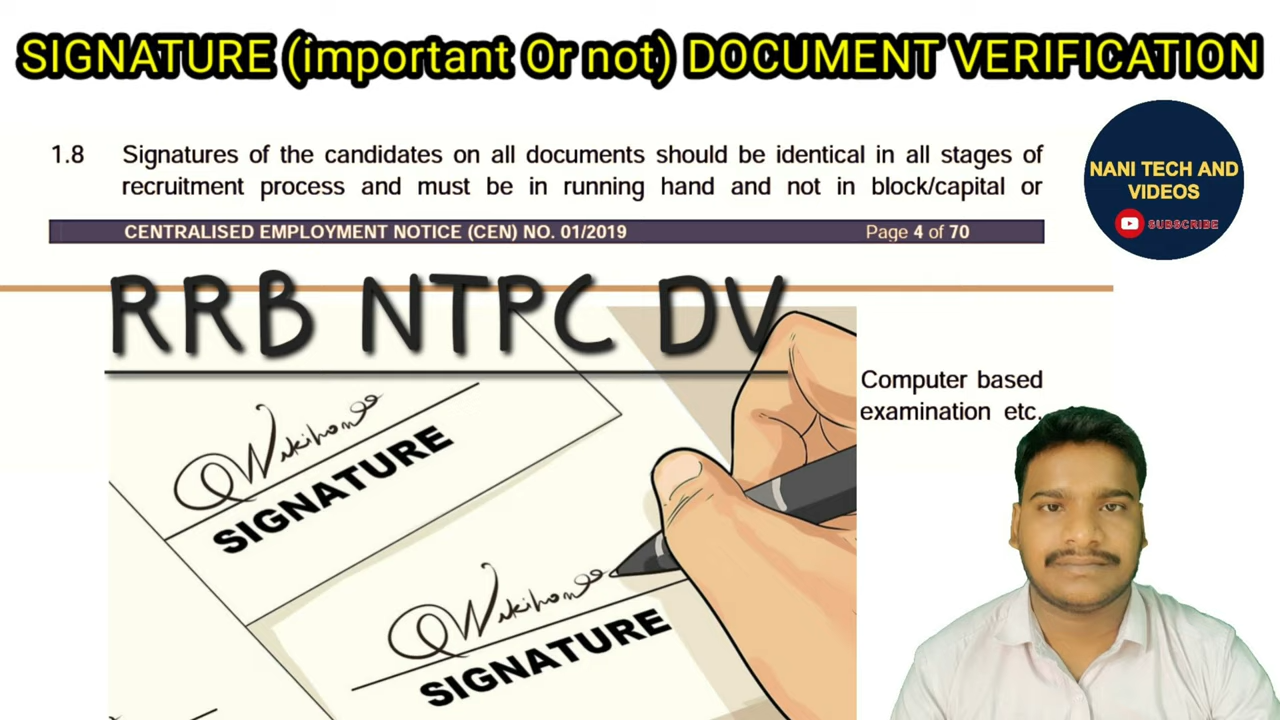 SIGNATURE (important Or not) DOCUMENT VERIFICATION
1.8 Signatures of the candidates on all documents should be identical in all stages of
recruitment process and must be in running hand and not in block/capital or
NANI TECH AND
VIDEOS
SUBSCRIBE
CENTRALISED EMPLOYMENT NOTICE (CEN) NO. 01/2019 Page 4 of 70
RRB NTPC DV
Computer based
examination etc.
Wikihow
SIGNATURE
Wikihow
SIGNATURE